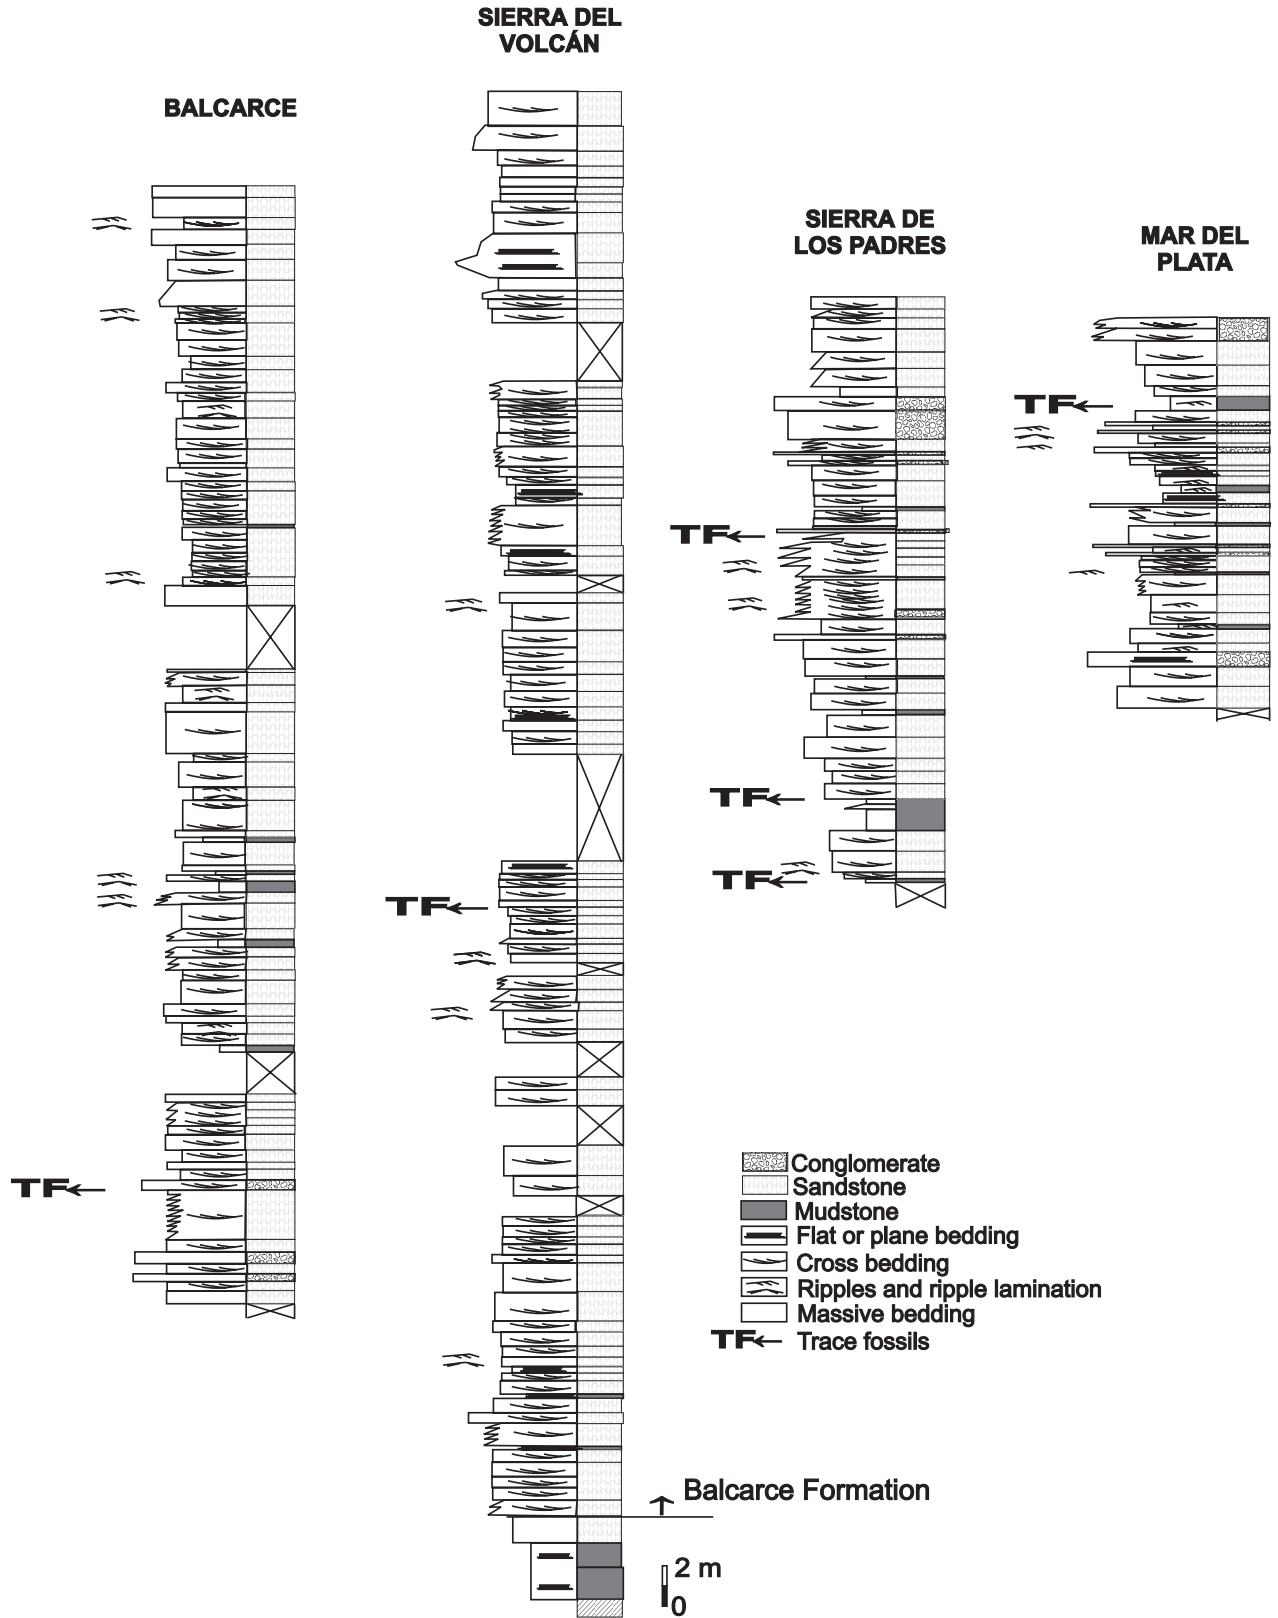 SIERRA DEL
VOLCÁN
BALCARCE
SIERRA DE
LOS PADRES
MAR DEL
PLATA
TF
TF
TF
TF
TF
TF
Conglomerate
Sandstone
TF
Mudstone
Flat or plane bedding
Cross bedding
Ripples and ripple lamination
Massive bedding
TF Trace fossils
Balcarce Formation
2 m
0